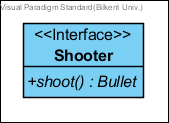 Visual Paradigm Standard(Bilkent Univ.)
<<Interface>>
Shooter
+shoot() : Bullet